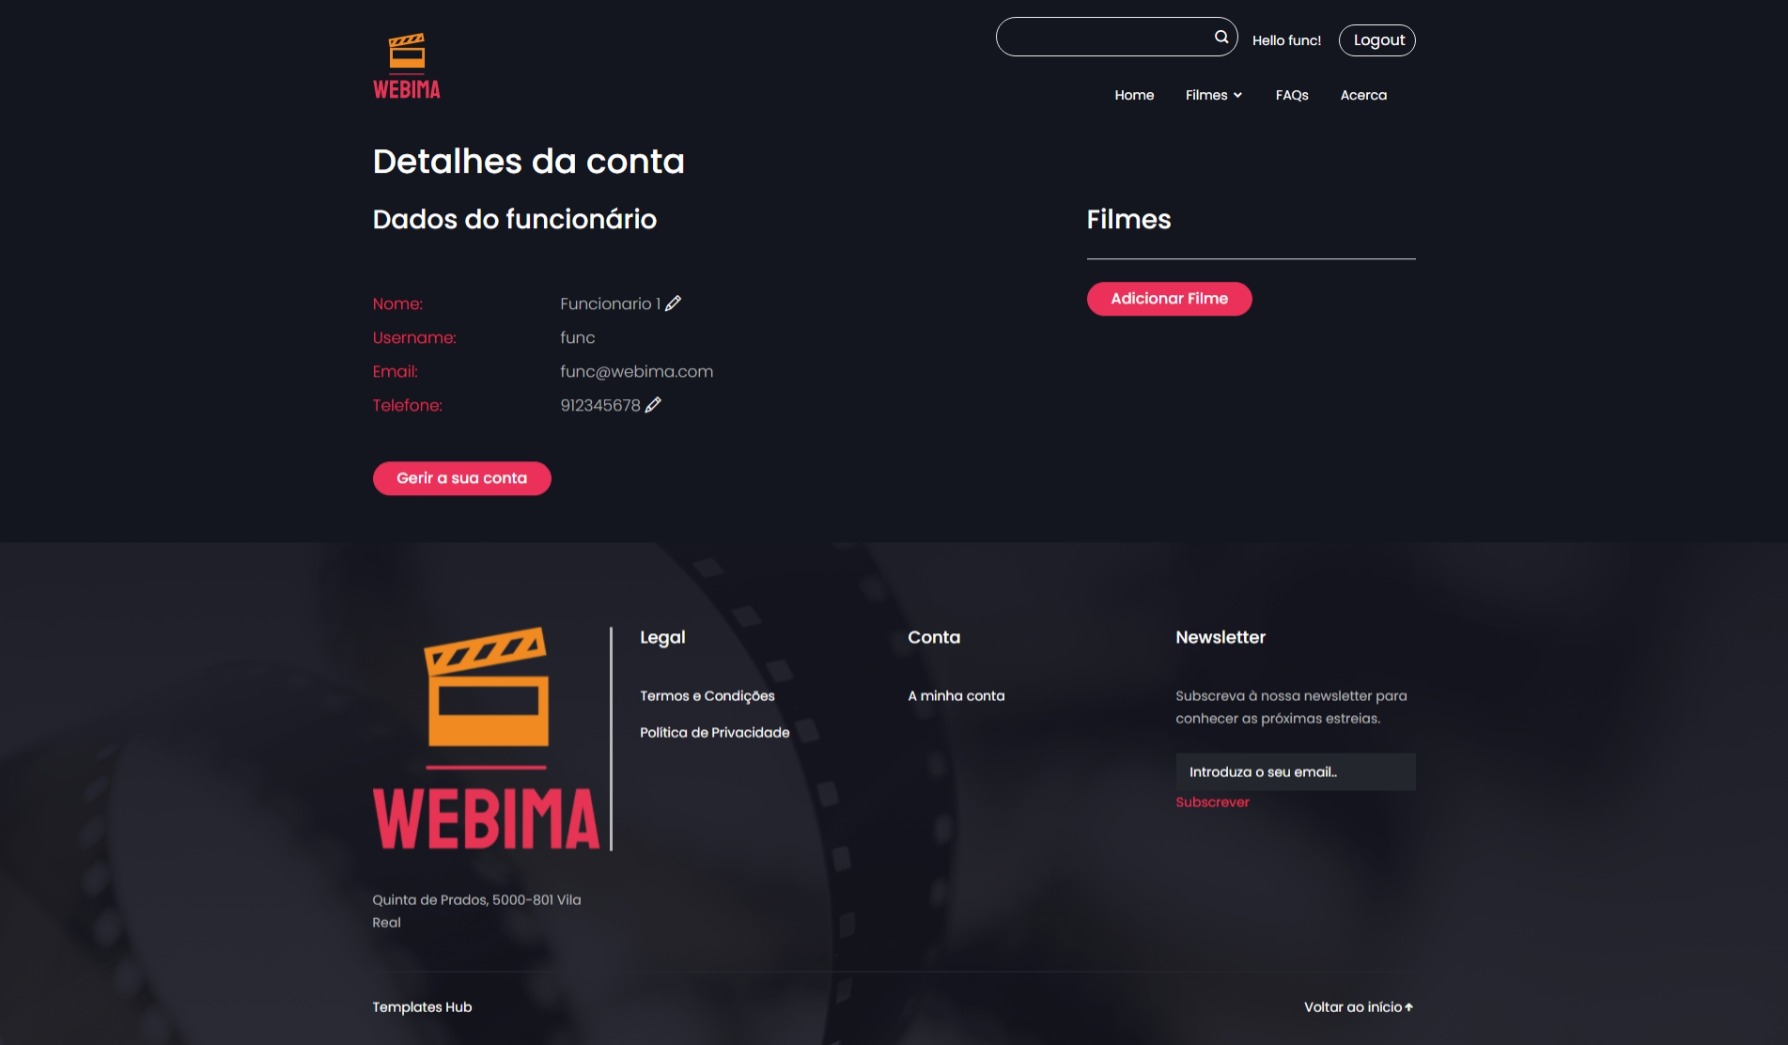 WEBIMA
Hello func!
Logout
Home
Filmes
FAQs
Acerca
Detalhes da conta
Dados do funcionário
Filmes
Adicionar Filme
Nome:
Funcionario 1
Username:
func
Email:
func@webima.com
Telefone:
912345678
Gerir a sua conta
WEBIMA
Quinta de Prados, 5000-801 Vila
Real
Legal
Termos e Condições
Política de Privacidade
Conta
A minha conta
Newsletter
Subscreva à nossa newsletter para
conhecer as próximas estreias.
Introduza o seu email..
Subscrever
Templates Hub
Voltar ao início